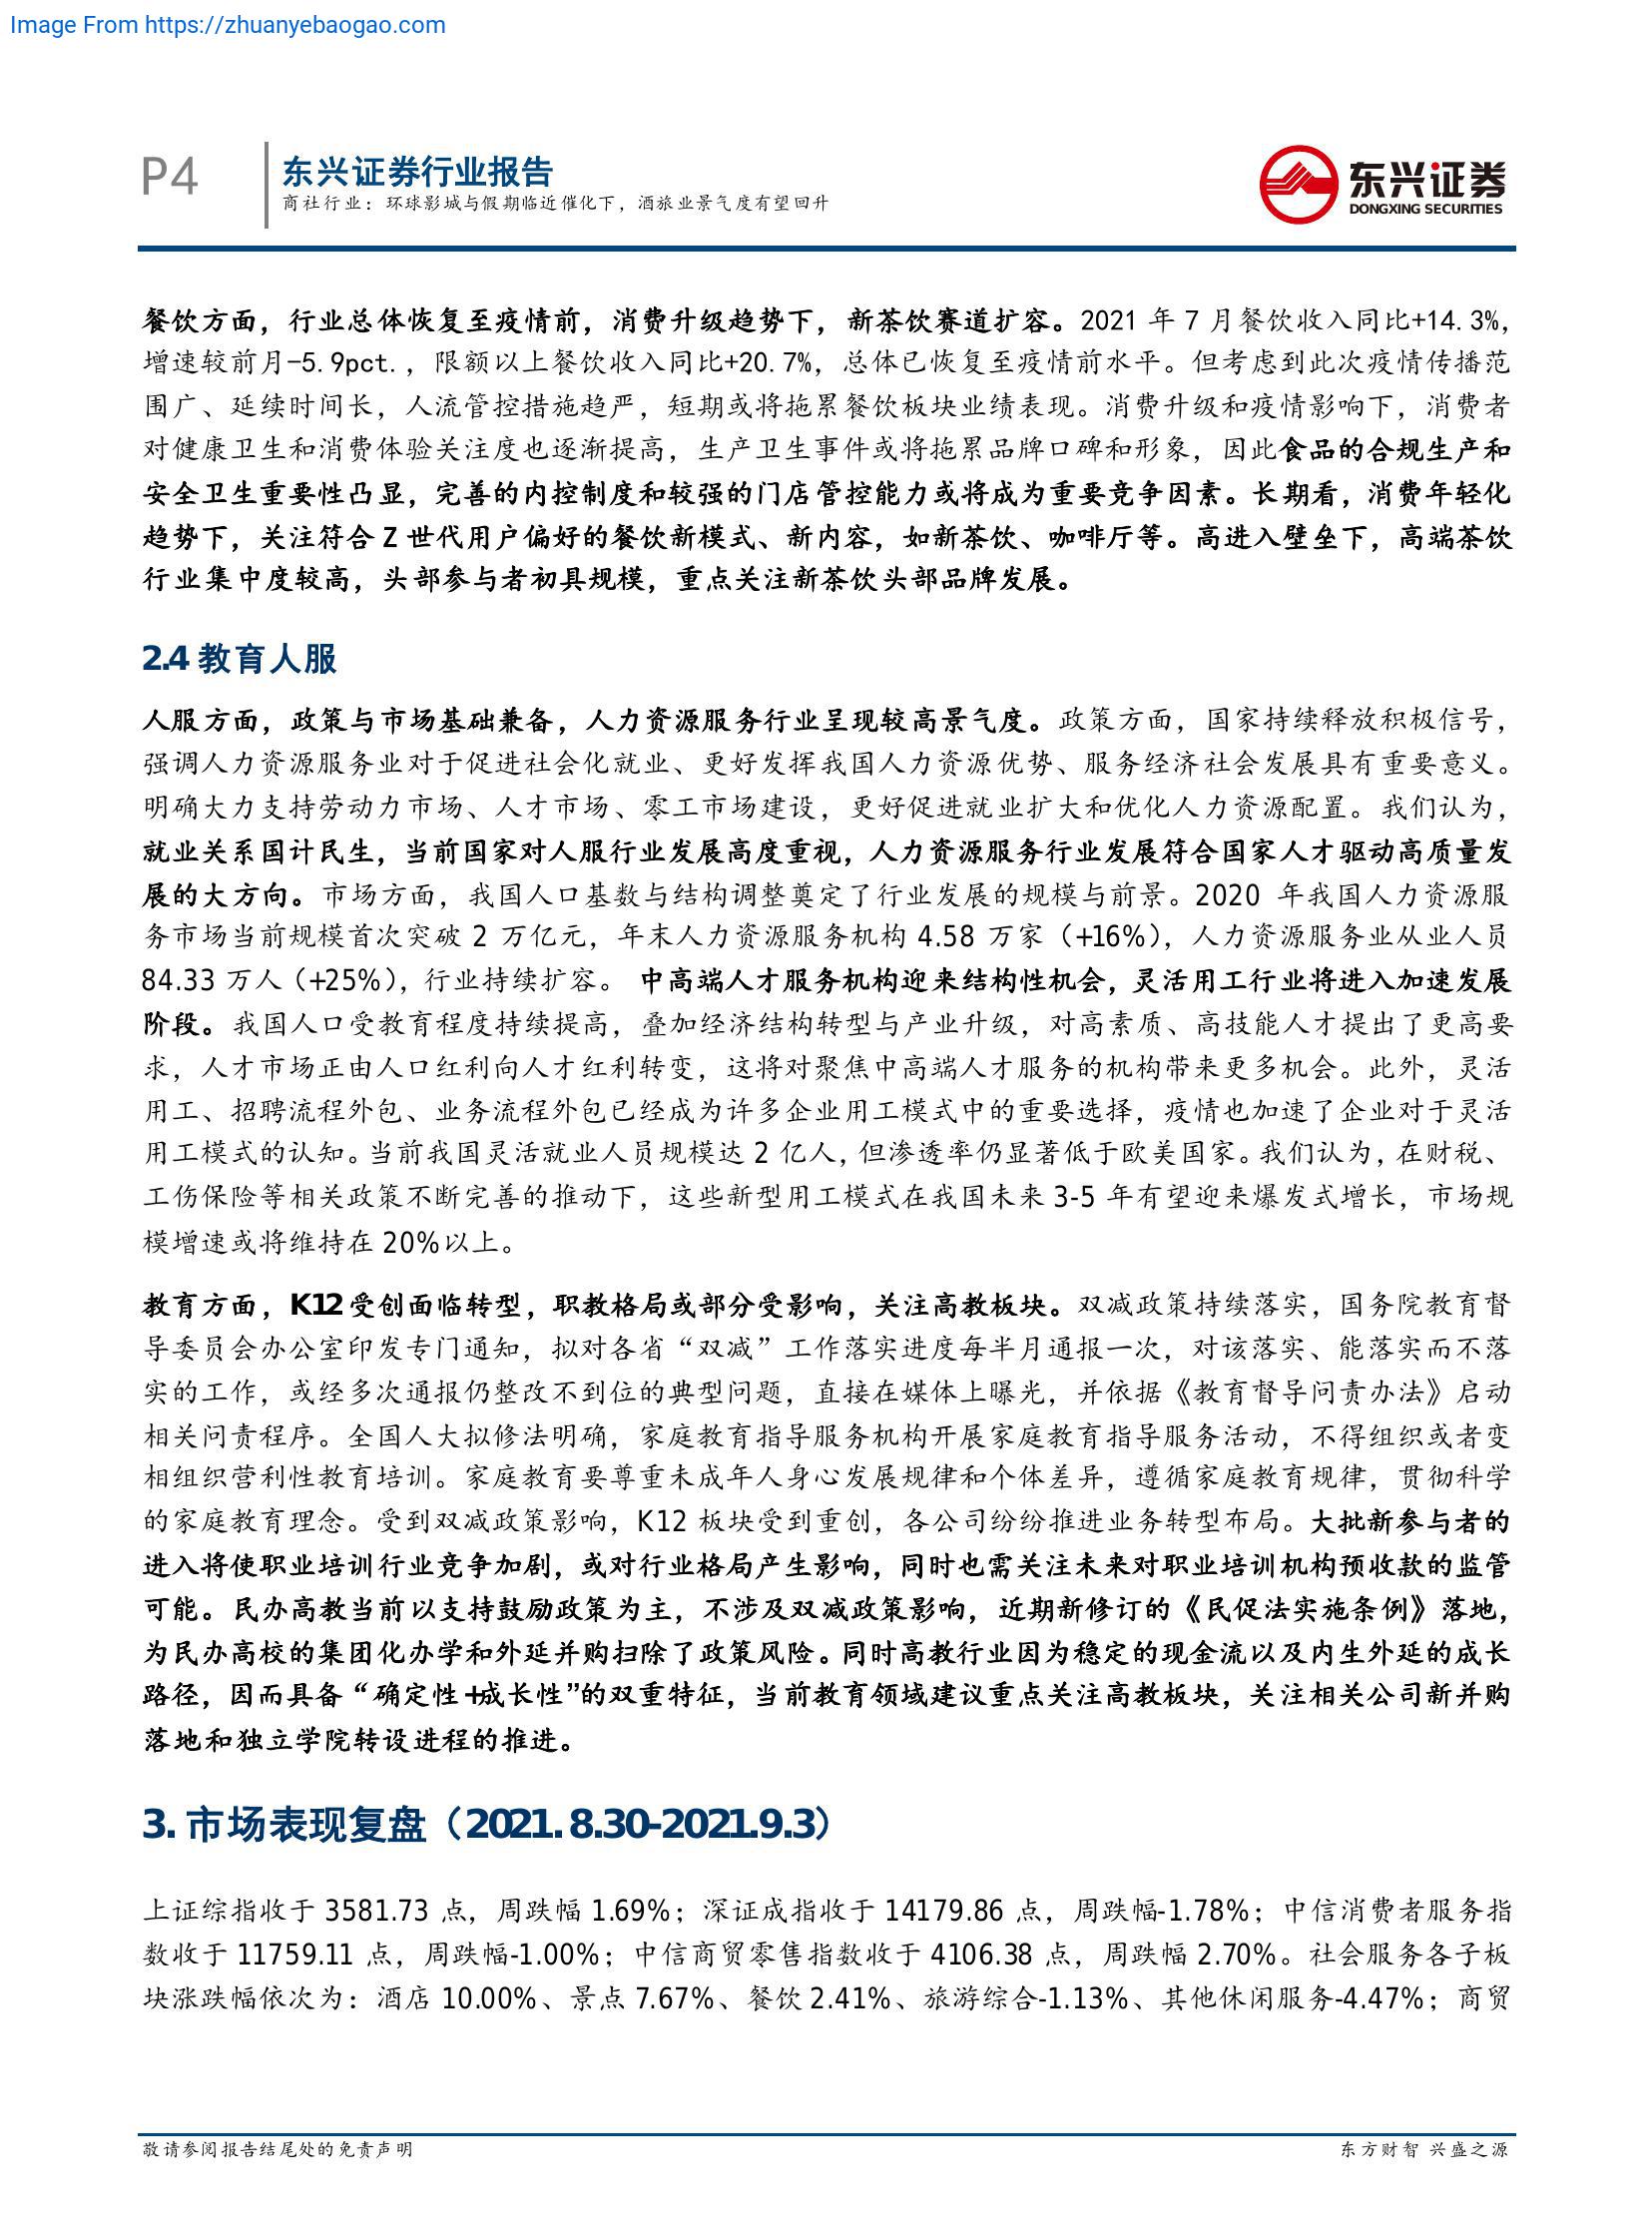 Image From https://zhuanyebaogao.com
P4
东兴证券行业报告
商社行业：环球影城与假期临近催化下，酒旅业景气度有望回升
东兴证券
DONGXING SECURITIES
餐饮方面，行业总体恢复至疫情前，消费升级趋势下，新茶饮赛道扩容。2021 年 7 月餐饮收入同比+14.3%，
增速较前月-5.9pct.，限额以上餐饮收入同比+20.7%，总体已恢复至疫情前水平。但考虑到此次疫情传播范
围广、延续时间长，人流管控措施趋严，短期或将拖累餐饮板块业绩表现。消费升级和疫情影响下，消费者
对健康卫生和消费体验关注度也逐渐提高，生产卫生事件或将拖累品牌口碑和形象，因此食品的合规生产和
安全卫生重要性凸显，完善的内控制度和较强的门店管控能力或将成为重要竞争因素。长期看，消费年轻化
趋势下，关注符合 Z 世代用户偏好的餐饮新模式、新内容，如新茶饮、咖啡厅等。高进入壁垒下，高端茶饮
行业集中度较高，头部参与者初具规模，重点关注新茶饮头部品牌发展。
2.4 教育人服
人服方面，政策与市场基础兼备，人力资源服务行业呈现较高景气度。政策方面，国家持续释放积极信号，
强调人力资源服务业对于促进社会化就业、更好发挥我国人力资源优势、服务经济社会发展具有重要意义。
明确大力支持劳动力市场、人才市场、零工市场建设，更好促进就业扩大和优化人力资源配置。我们认为，
就业关系国计民生，当前国家对人服行业发展高度重视，人力资源服务行业发展符合国家人才驱动高质量发
展的大方向。市场方面，我国人口基数与结构调整奠定了行业发展的规模与前景。2020 年我国人力资源服
务市场当前规模首次突破 2 万亿元，年末人力资源服务机构 4.58 万家（+16%），人力资源服务业从业人员
84.33 万人（+25%），行业持续扩容。 中高端人才服务机构迎来结构性机会，灵活用工行业将进入加速发展
阶段。我国人口受教育程度持续提高，叠加经济结构转型与产业升级，对高素质、高技能人才提出了更高要
求，人才市场正由人口红利向人才红利转变，这将对聚焦中高端人才服务的机构带来更多机会。此外，灵活
用工、招聘流程外包、业务流程外包已经成为许多企业用工模式中的重要选择，疫情也加速了企业对于灵活
用工模式的认知。当前我国灵活就业人员规模达 2 亿人，但渗透率仍显著低于欧美国家。我们认为，在财税、
工伤保险等相关政策不断完善的推动下，这些新型用工模式在我国未来 3-5 年有望迎来爆发式增长，市场规
模增速或将维持在 20%以上。
教育方面，K12 受创面临转型，职教格局或部分受影响，关注高教板块。双减政策持续落实，国务院教育督
导委员会办公室印发专门通知，拟对各省“双减”工作落实进度每半月通报一次，对该落实、能落实而不落
实的工作，或经多次通报仍整改不到位的典型问题，直接在媒体上曝光，并依据《教育督导问责办法》启动
相关问责程序。全国人大拟修法明确，家庭教育指导服务机构开展家庭教育指导服务活动，不得组织或者变
相组织营利性教育培训。家庭教育要尊重未成年人身心发展规律和个体差异，遵循家庭教育规律，贯彻科学
的家庭教育理念。受到双减政策影响，K12 板块受到重创，各公司纷纷推进业务转型布局。大批新参与者的
进入将使职业培训行业竞争加剧，或对行业格局产生影响，同时也需关注未来对职业培训机构预收款的监管
可能。民办高教当前以支持鼓励政策为主，不涉及双减政策影响，近期新修订的《民促法实施条例》落地，
为民办高校的集团化办学和外延并购扫除了政策风险。同时高教行业因为稳定的现金流以及内生外延的成长
路径，因而具备“确定性+成长性”的双重特征，当前教育领域建议重点关注高教板块，关注相关公司新并购
落地和独立学院转设进程的推进。
3. 市场表现复盘（2021.8.30-2021.9.3）
上证综指收于 3581.73 点，周跌幅 1.69%；深证成指收于 14179.86 点，周跌幅-1.78%；中信消费者服务指
数收于 11759.11 点，周跌幅-1.00%；中信商贸零售指数收于 4106.38 点，周跌幅 2.70%。社会服务各子板
块涨跌幅依次为：酒店 10.00%、景点 7.67%、餐饮 2.41%、旅游综合-1.13%、其他休闲服务-4.47%；商贸
敬请参阅报告结尾处的免责声明
东方财智 兴盛之源